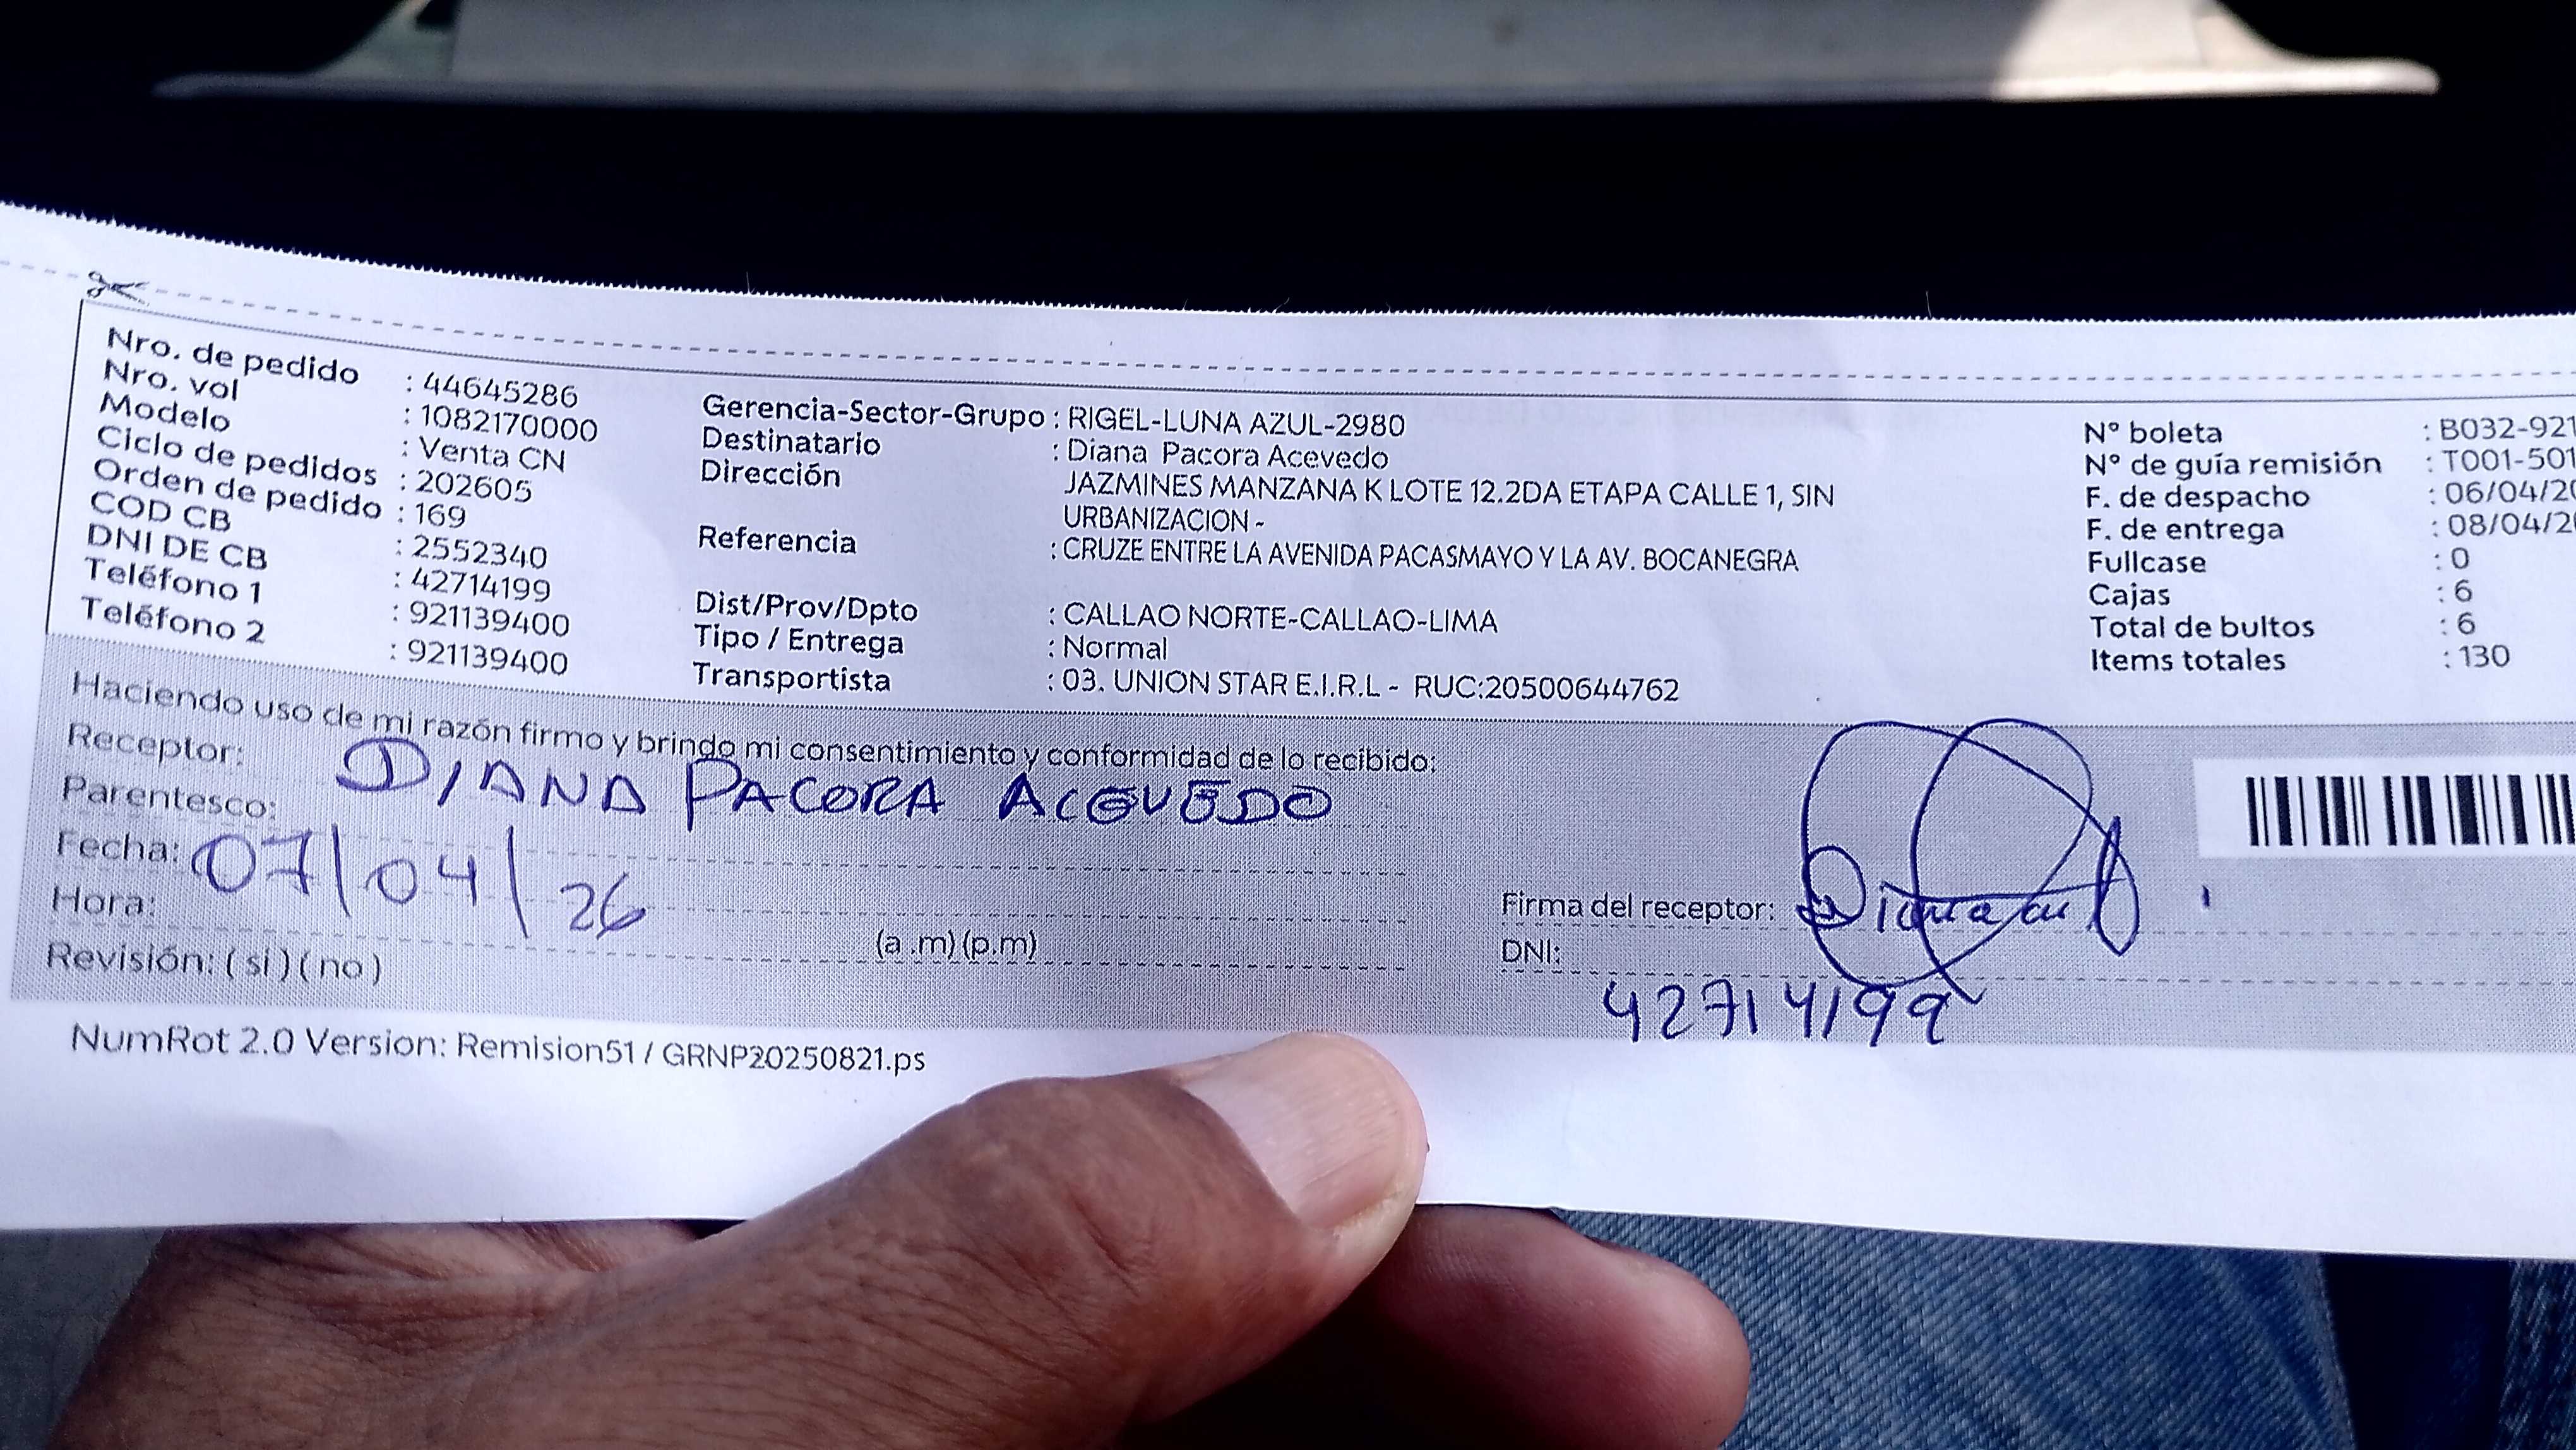 Nro. de pedido : 44645286
Nro. vol : 1082170000
Modelo : Venta CN
Ciclo de pedidos : 202605
Orden de pedido : 169
COD CB : 2552340
DNI DE CB : 42714199
Teléfono 1 : 921139400
Teléfono 2 : 921139400
Gerencia-Sector-Grupo : RIGEL-LUNA AZUL-2980
Destinatario : Diana Pacora Acevedo
Dirección
JAZMINES MANZANA K LOTE 12.2DA ETAPA CALLE 1, SIN
URBANIZACION -
Referencia : CRUZE ENTRE LA AVENIDA PACASMAYO Y LA AV. BOCANEGRA
Dist/Prov/Dpto : CALLAO NORTE-CALLAO-LIMA
Tipo / Entrega : Normal
Transportista : 03. UNION STAR E.I.R.L - RUC:20500644762
N° boleta : B032-921
N° de guía remisión : T001-501
F. de despacho : 06/04/20
F. de entrega : 08/04/20
Fullcase : 0
Cajas : 6
Total de bultos : 6
Items totales : 130
Haciendo uso de mi razón firmo y brindo mi consentimiento y conformidad de lo recibido:
Receptor: DIANA PACORA ACEVEDO
Parentesco:
Fecha: 07/04/26
Hora: (a .m) (p.m)
Revisión: ( si ) ( no )
Firma del receptor:
DNI: 42714199
NumRot 2.0 Version: Remision51 / GRNP20250821.ps